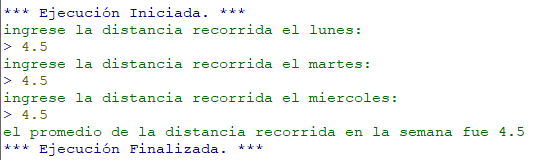 *** Ejecución Iniciada. ***
ingrese la distancia recorrida el lunes:
> 4.5
ingrese la distancia recorrida el martes:
> 4.5
ingrese la distancia recorrida el miercoles:
> 4.5
el promedio de la distancia recorrida en la semana fue 4.5
*** Ejecución Finalizada. ***